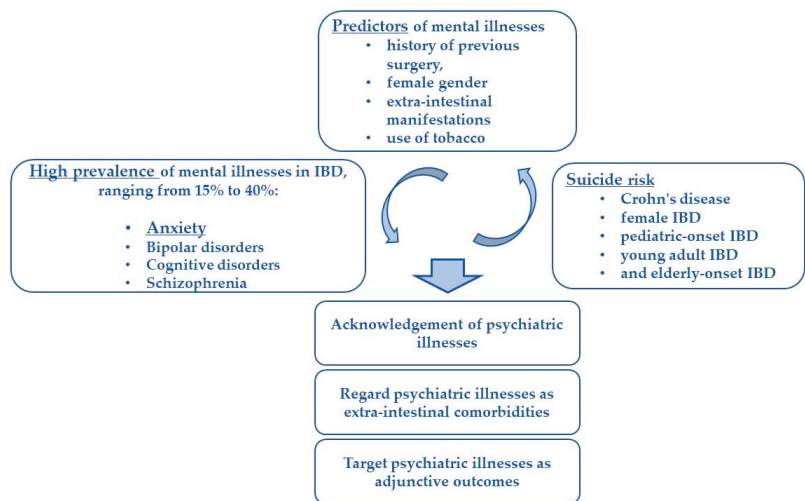 Predictors of mental illnesses
• history of previous
surgery,
• female gender
• extra-intestinal
manifestations
• use of tobacco
High prevalence of mental illnesses in IBD,
ranging from 15% to 40%:
• Anxiety
• Bipolar disorders
• Cognitive disorders
• Schizophrenia
Suicide risk
• Crohn's disease
• female IBD
• pediatric-onset IBD
• young adult IBD
• and elderly-onset IBD
Acknowledgement of psychiatric
illnesses
Regard psychiatric illnesses as
extra-intestinal comorbidities
Target psychiatric illnesses as
adjunctive outcomes